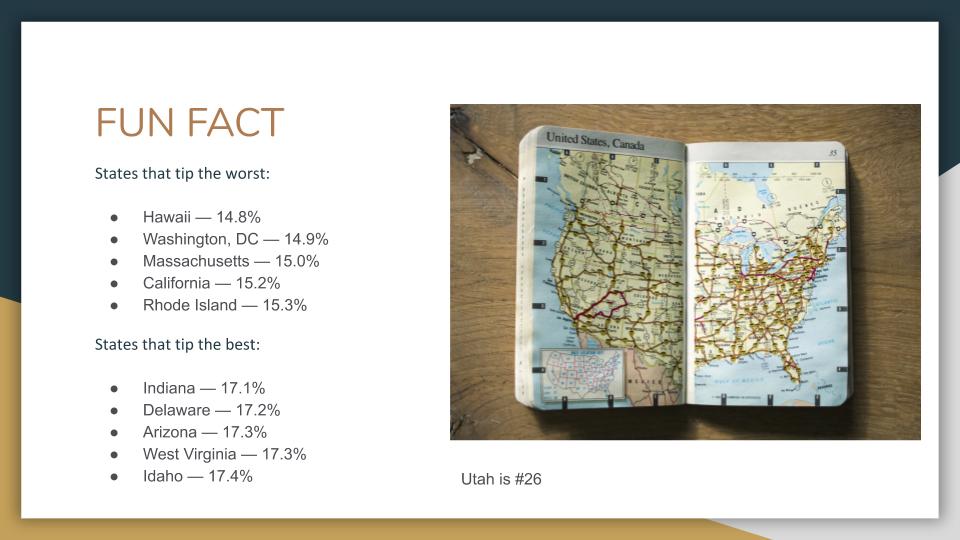 FUN FACT
States that tip the worst:
● Hawaii — 14.8%
● Washington, DC — 14.9%
● Massachusetts — 15.0%
● California — 15.2%
● Rhode Island — 15.3%
States that tip the best:
● Indiana — 17.1%
● Delaware — 17.2%
● Arizona — 17.3%
● West Virginia — 17.3%
● Idaho — 17.4%
United States, Canada
35
Utah is #26